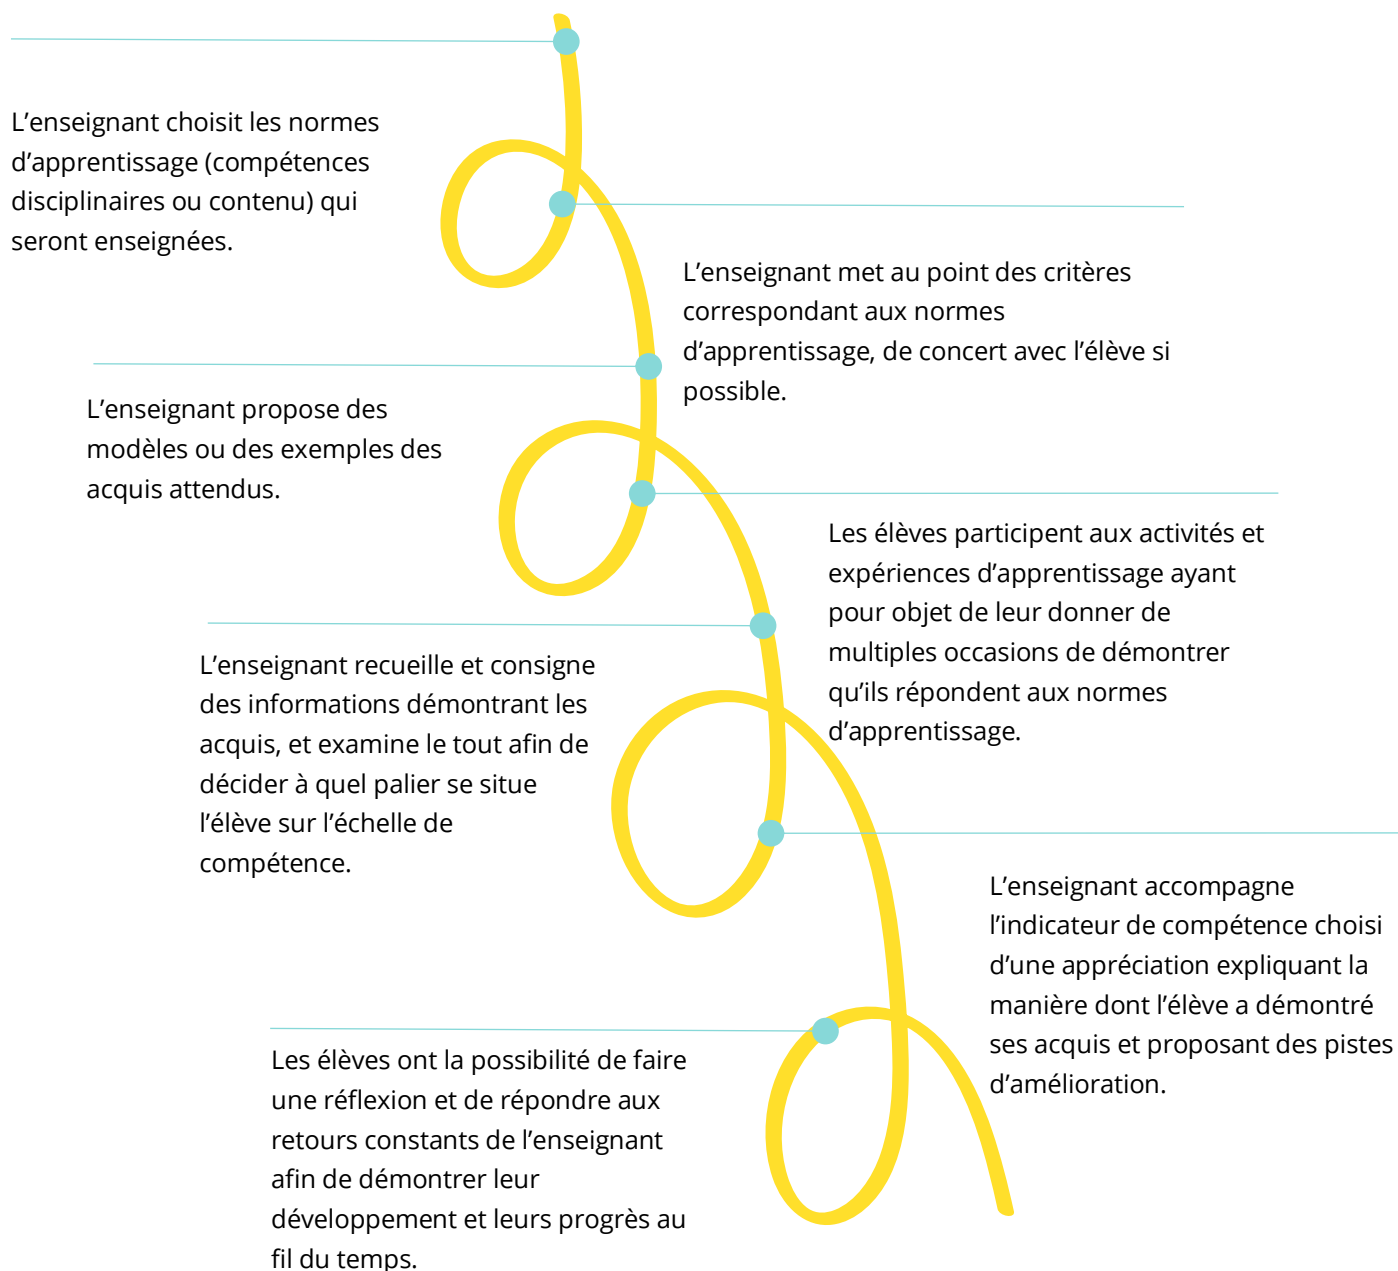 L’enseignant choisit les normes
d’apprentissage (compétences
disciplinaires ou contenu) qui
seront enseignées.
L’enseignant met au point des critères
correspondant aux normes
d’apprentissage, de concert avec l’élève si
possible.
L’enseignant propose des
modèles ou des exemples des
acquis attendus.
Les élèves participent aux activités et
expériences d’apprentissage ayant
pour objet de leur donner de
multiples occasions de démontrer
qu’ils répondent aux normes
d’apprentissage.
L’enseignant recueille et consigne
des informations démontrant les
acquis, et examine le tout afin de
décider à quel palier se situe
l’élève sur l’échelle de
compétence.
L’enseignant accompagne
l’indicateur de compétence choisi
d’une appréciation expliquant la
manière dont l’élève a démontré
ses acquis et proposant des pistes
d’amélioration.
Les élèves ont la possibilité de faire
une réflexion et de répondre aux
retours constants de l’enseignant
afin de démontrer leur
développement et leurs progrès au
fil du temps.